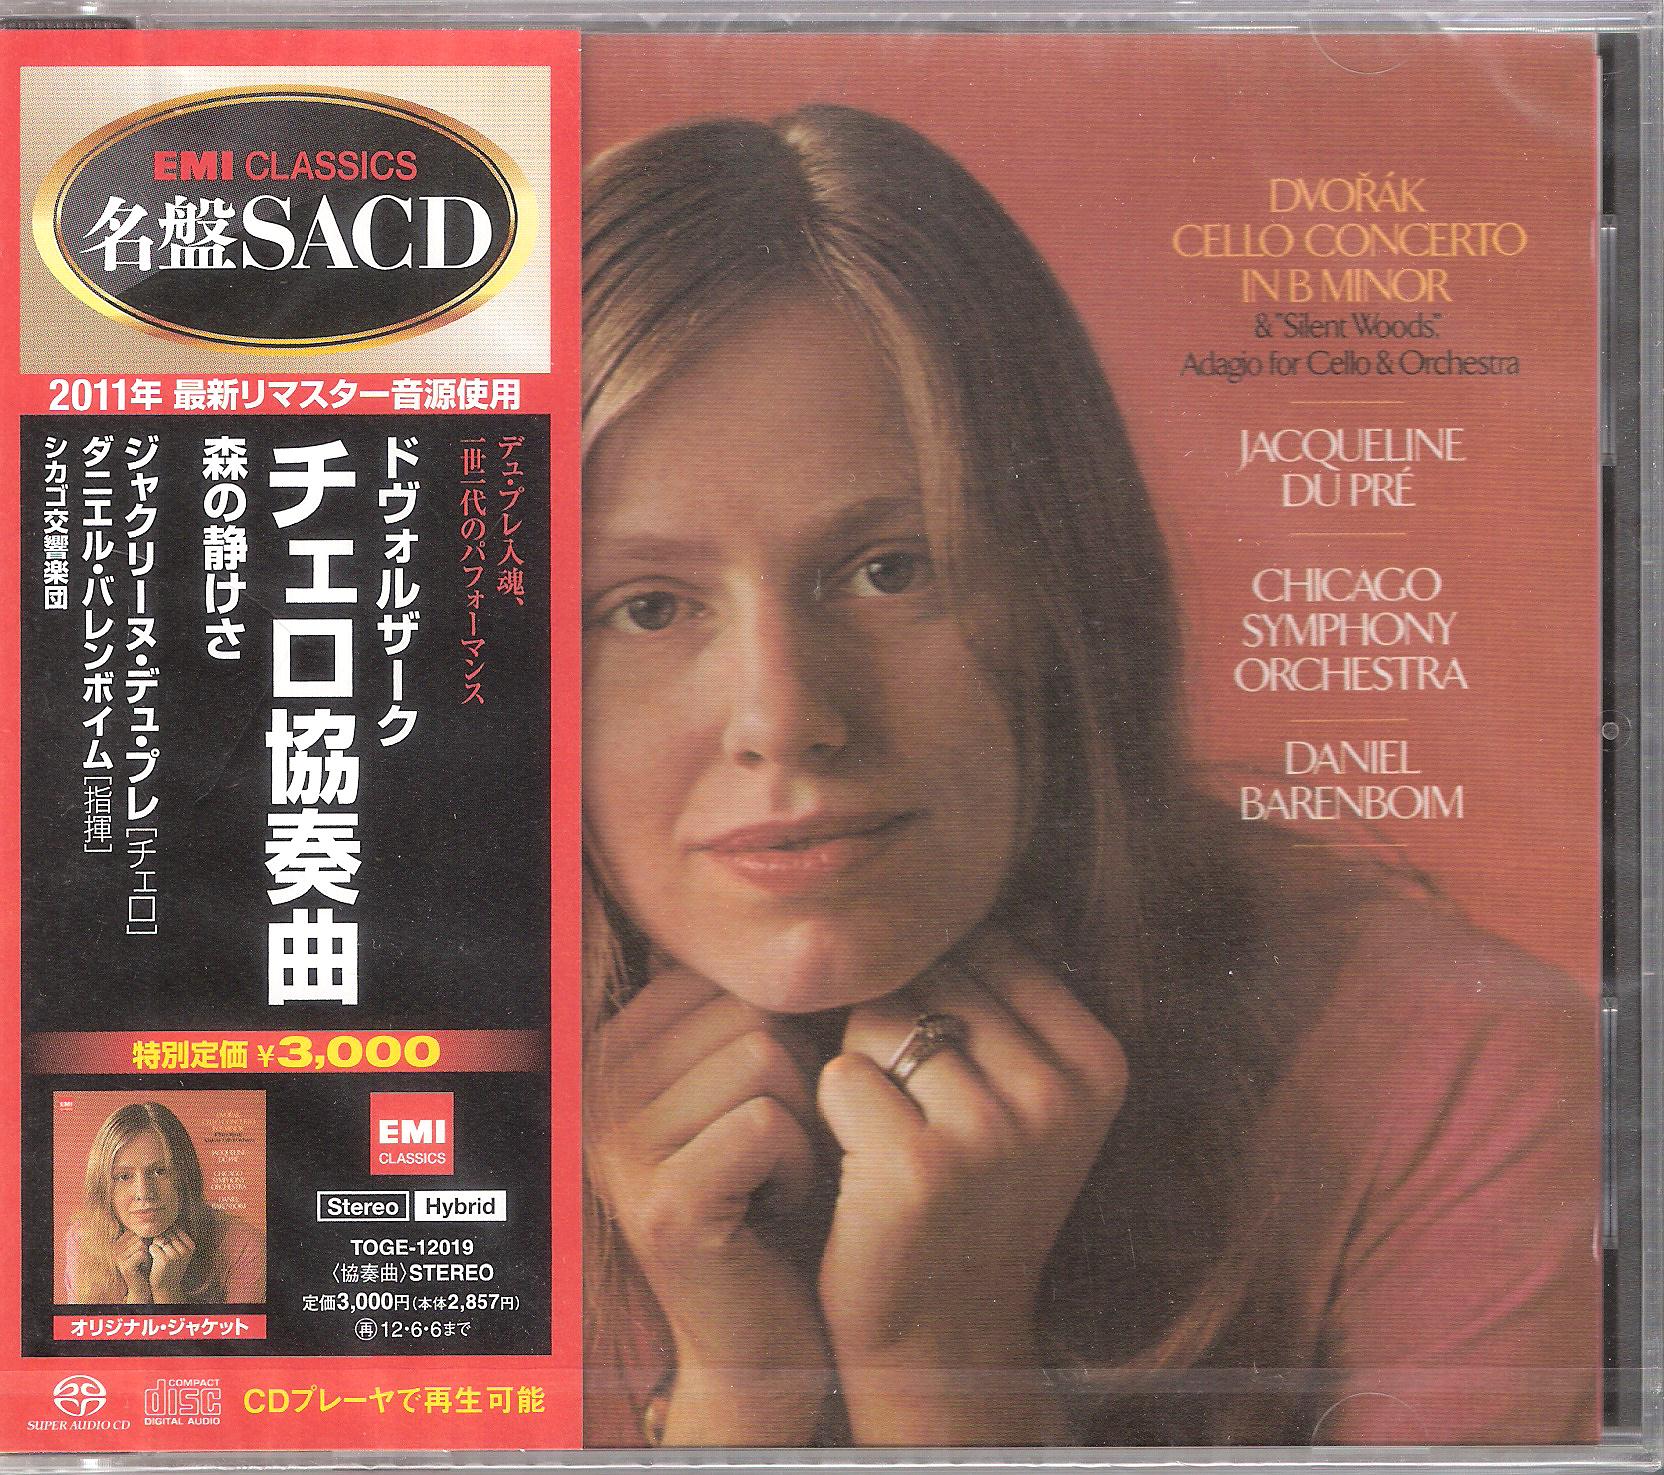 EMI CLASSICS
名盤SACD
2011年 最新リマスター音源使用
デュ・プレ入魂、
一世一代のパフォーマンス
ドヴォルザーク
チェロ協奏曲
森の静けさ
ジャクリーヌ・デュ・プレ[チェロ]
ダニエル・バレンボイム[指揮]
シカゴ交響楽団
特別定価 ¥3,000
オリジナル・ジャケット
EMI
CLASSICS
Stereo Hybrid
TOGE-12019
〈協奏曲〉STEREO
定価3,000円(本体2,857円)
㊢12・6・6まで
SUPER AUDIO CD
COMPACT
disc
DIGITAL AUDIO
CDプレーヤで再生可能
DVOŘÁK
CELLO CONCERTO
IN B MINOR
& "Silent Woods."
Adagio for Cello & Orchestra
JACQUELINE
DU PRÉ
CHICAGO
SYMPHONY
ORCHESTRA
DANIEL
BARENBOIM